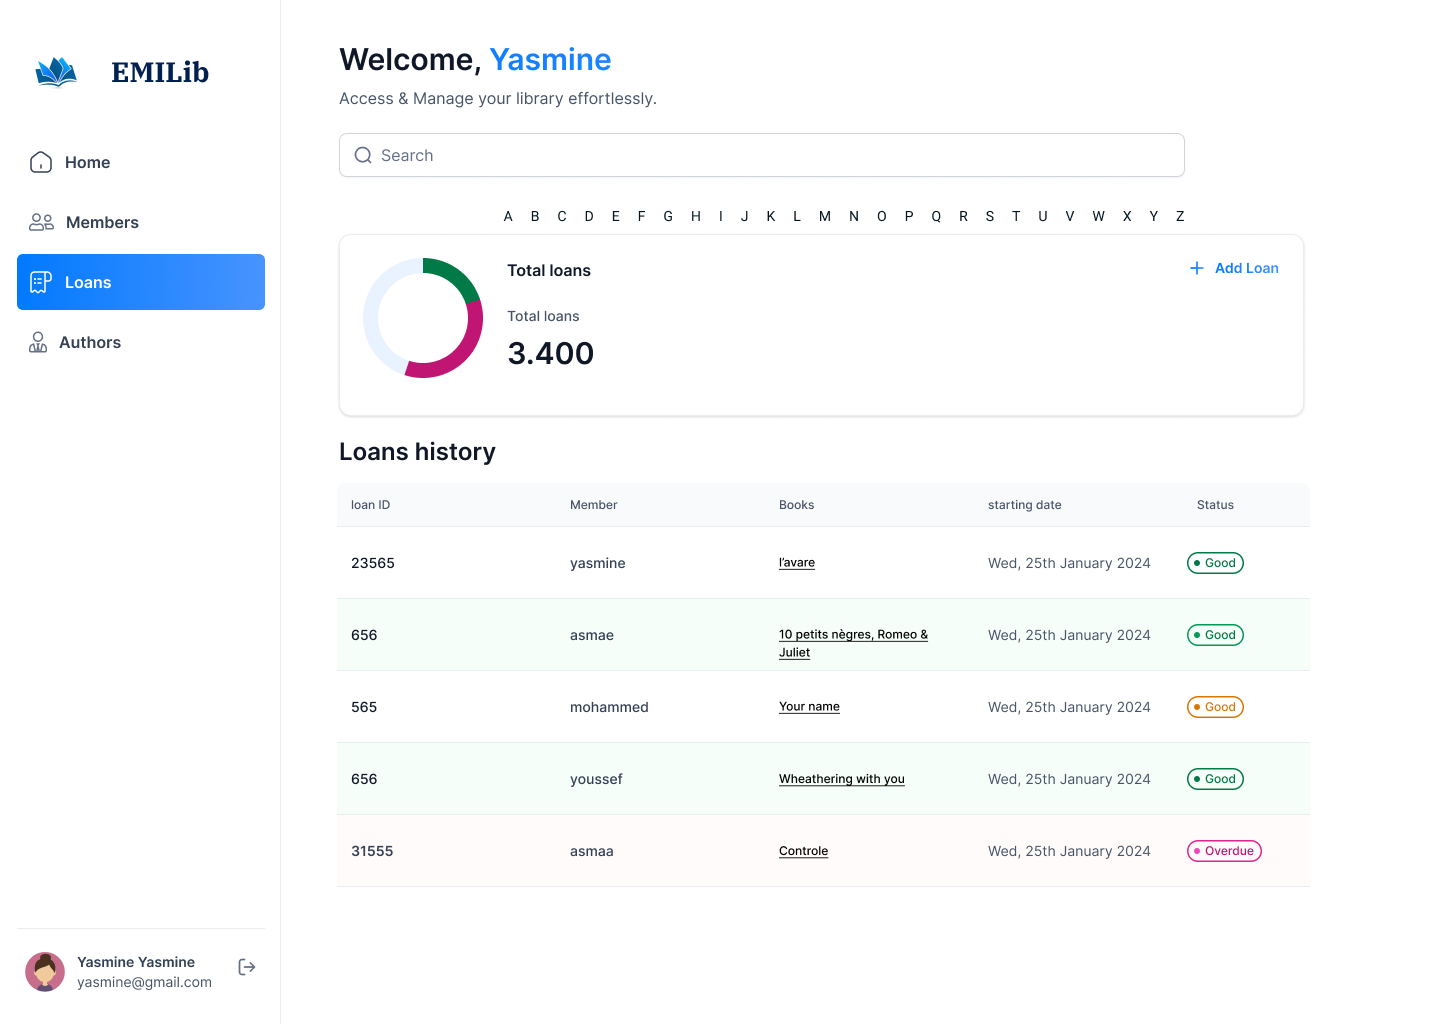 EMILib
Home
Members
Loans
Authors
Yasmine Yasmine
yasmine@gmail.com
Welcome, Yasmine
Access & Manage your library effortlessly.
Search
A B C D E F G H I J K L M N O P Q R S T U V W X Y Z
Total loans
Add Loan
Total loans
3.400
Loans history
loan ID Member Books starting date Status
23565 yasmine l'avare Wed, 25th January 2024 Good
656 asmae 10 petits nègres, Romeo & Wed, 25th January 2024 Good
Juliet
565 mohammed Your name Wed, 25th January 2024 Good
656 youssef Wheathering with you Wed, 25th January 2024 Good
31555 asmaa Controle Wed, 25th January 2024 Overdue